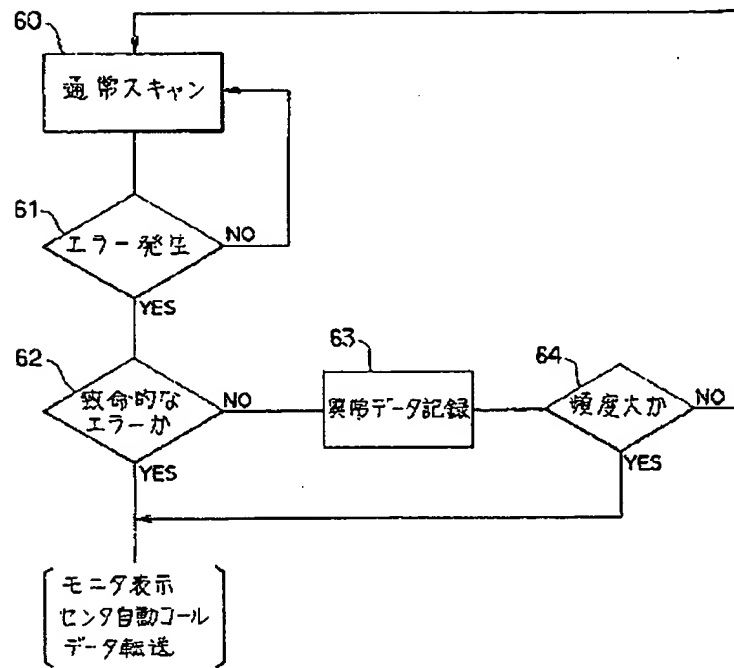 60
通常スキャン
61
エラー発生
NO
YES
62
致命的な
エラーか
NO
YES
63
異常データ記録
64
頻度大か
NO
YES
モニタ表示
センタ自動コール
データ転送